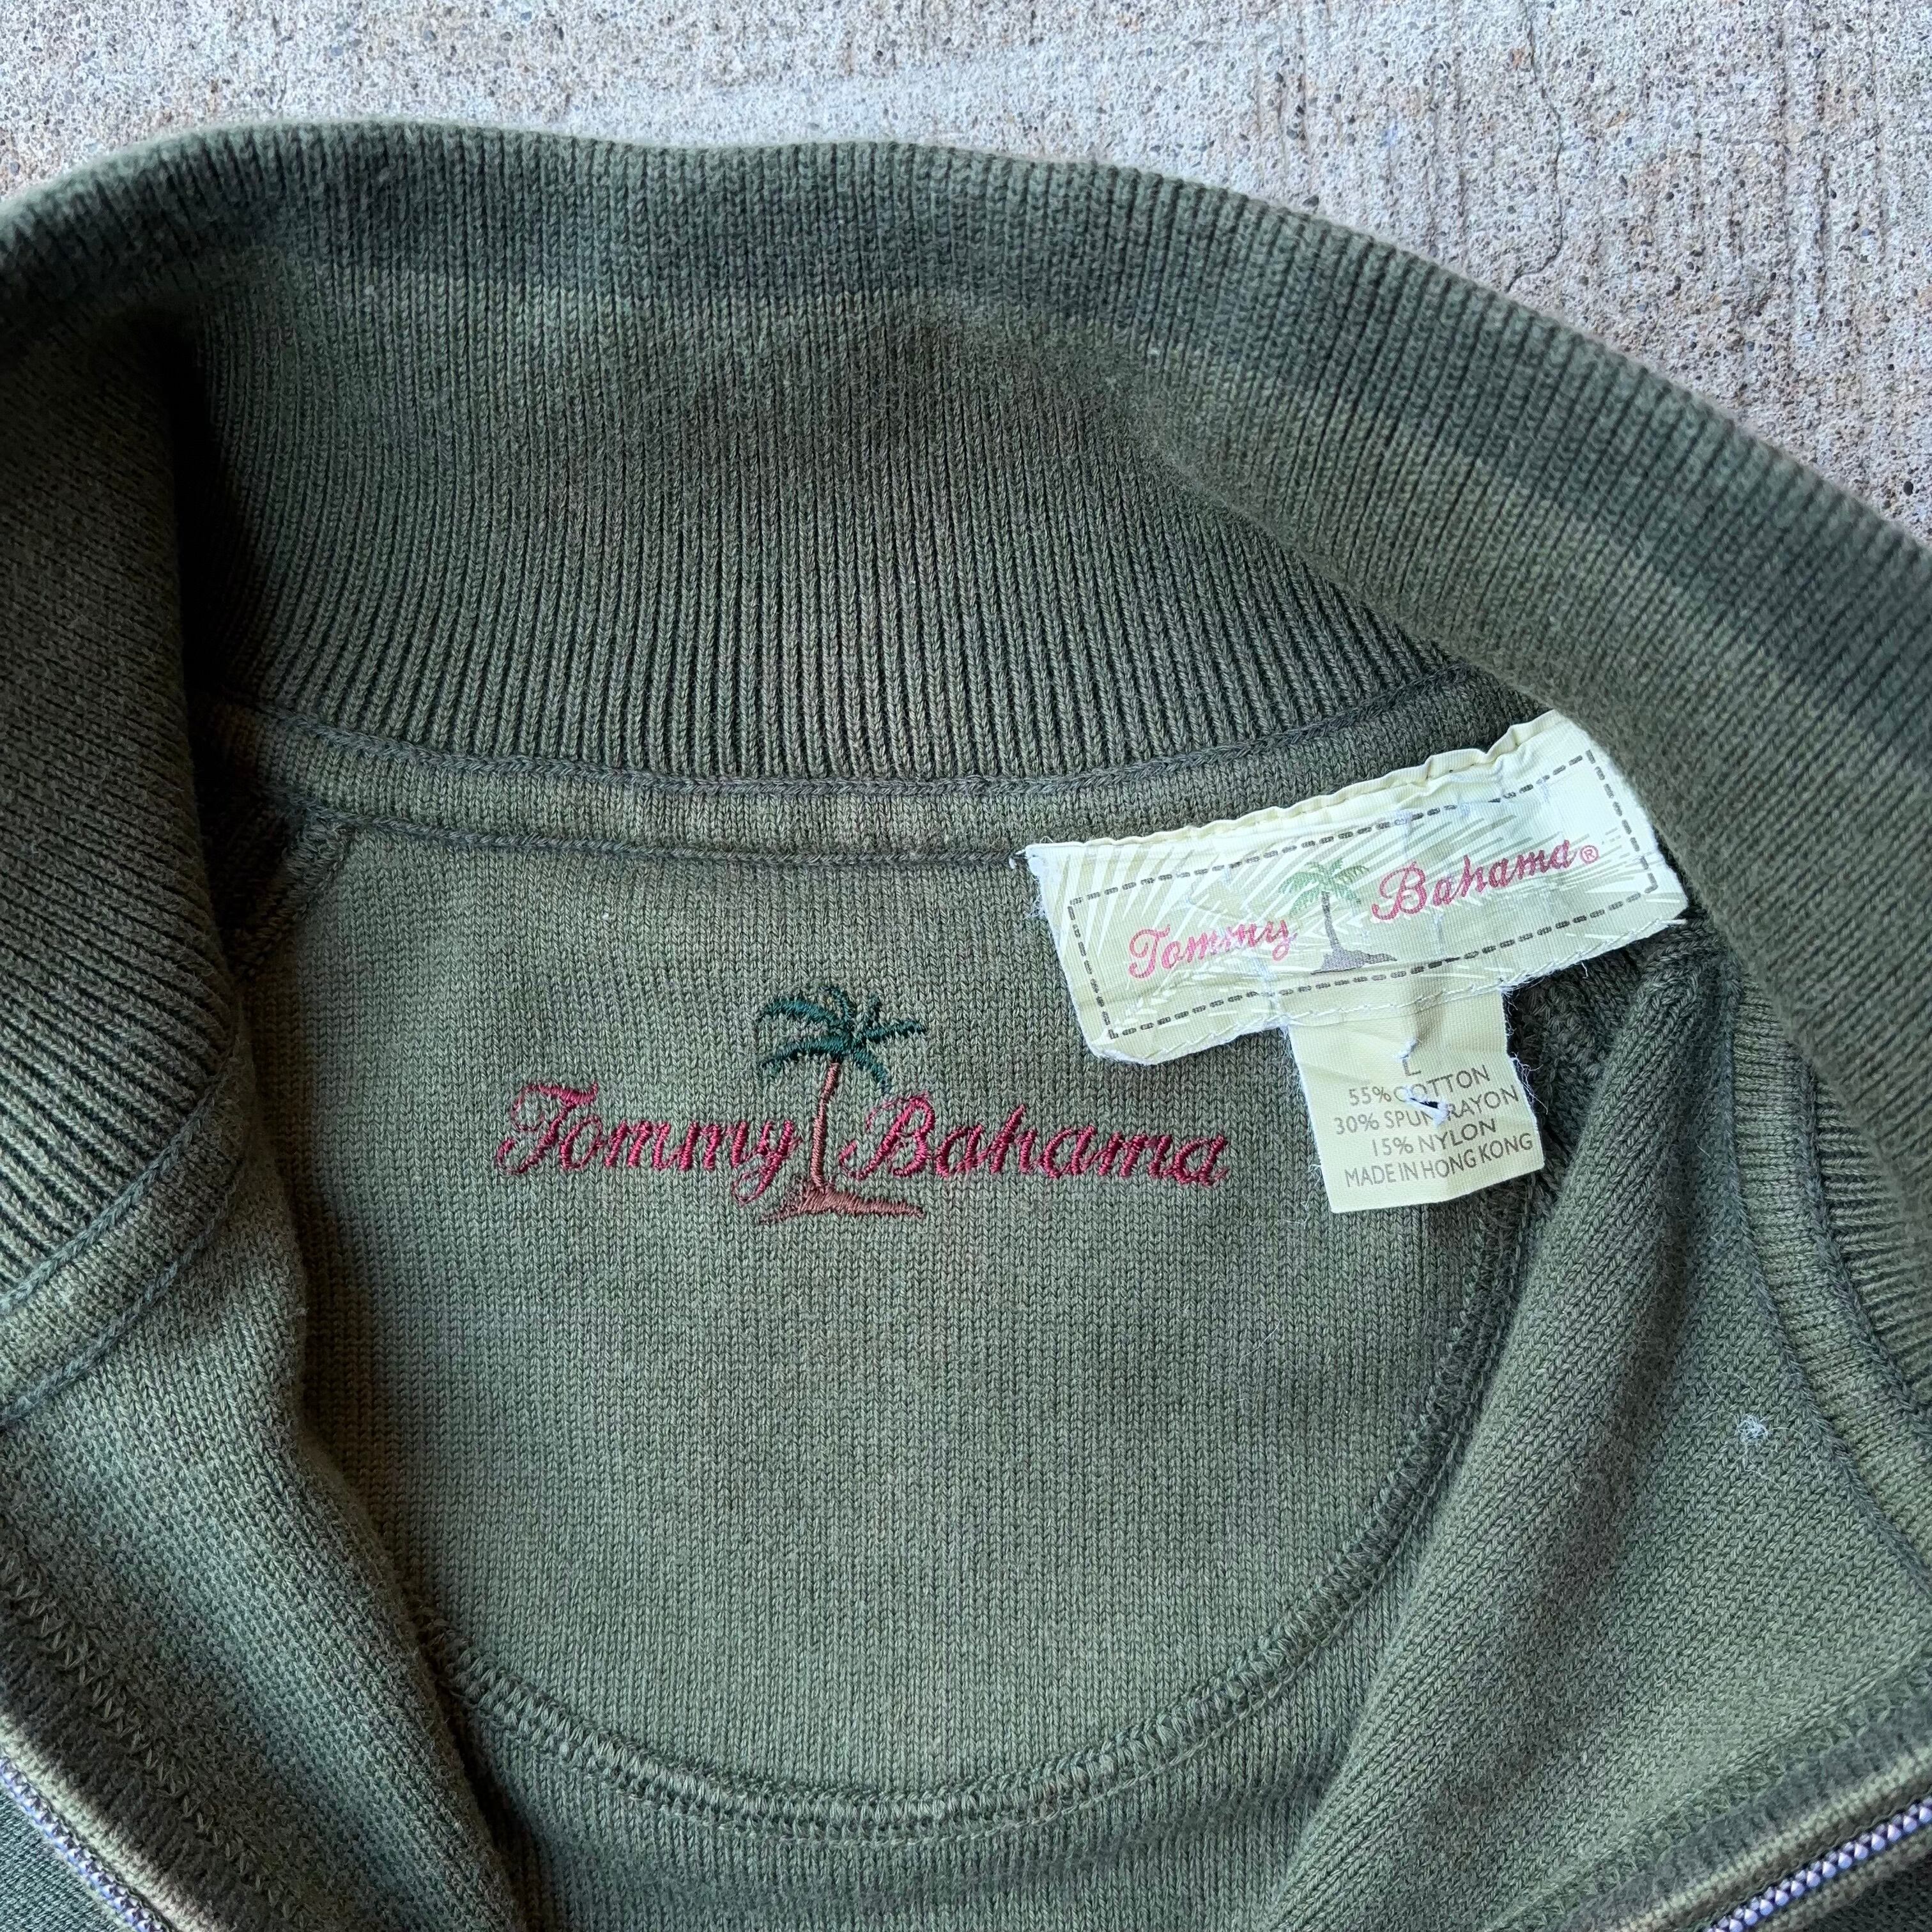 Tommy Bahama
Tommy Bahama®
L
55% COTTON
30% SPUN RAYON
15% NYLON
MADE IN HONG KONG